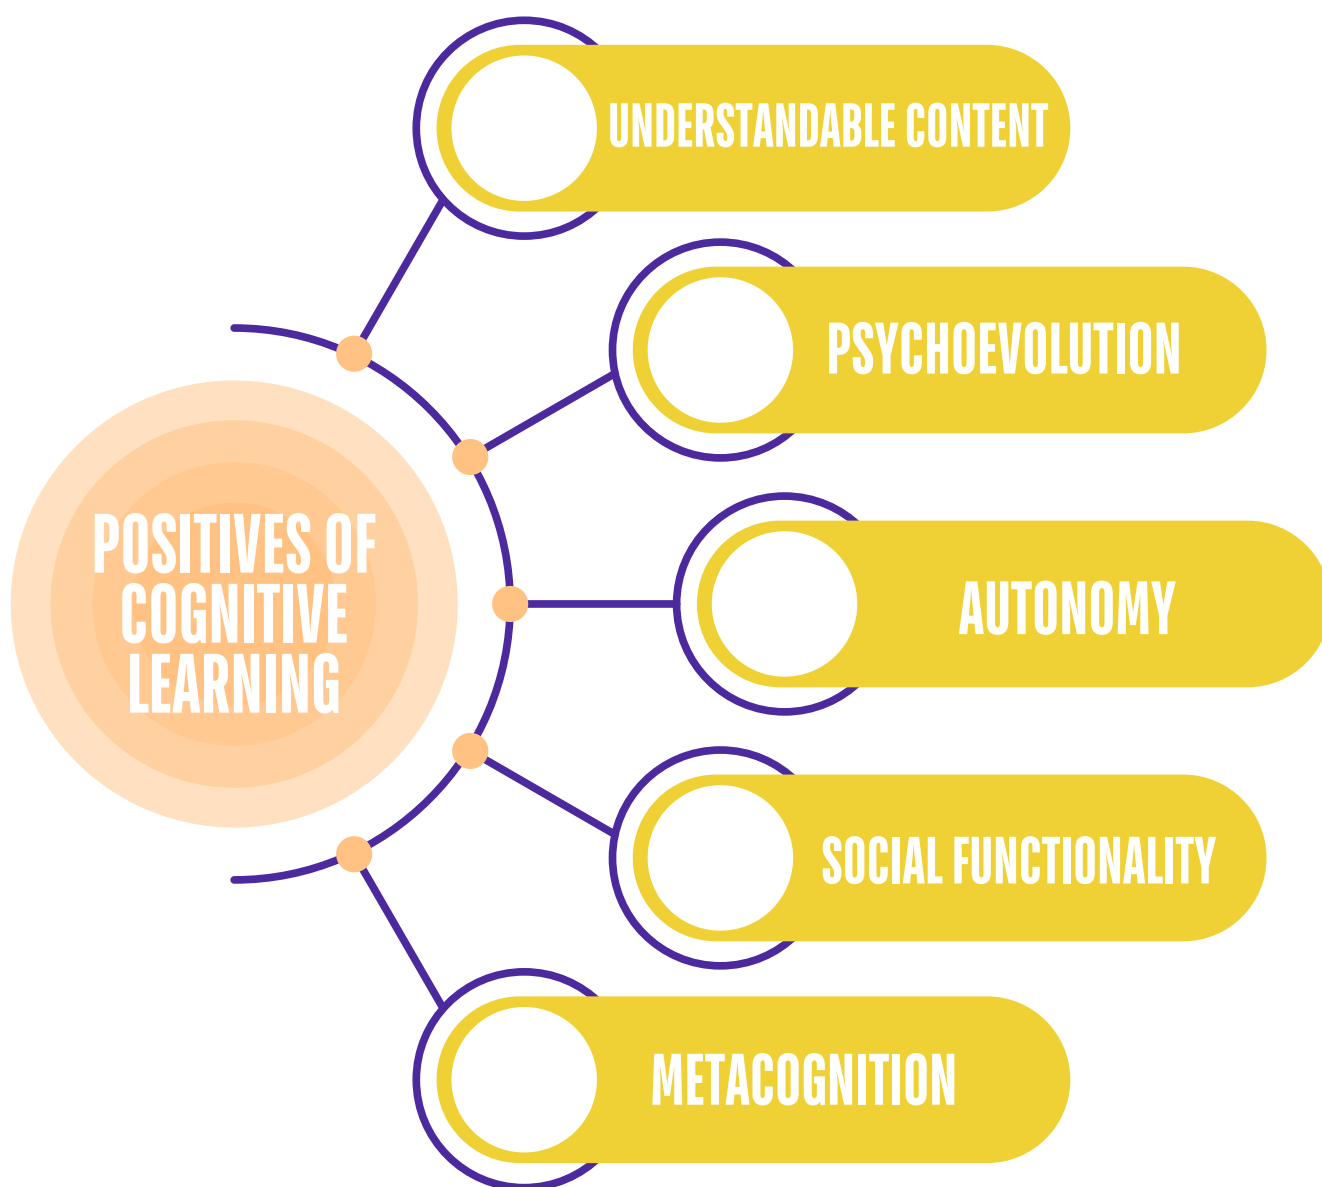 UNDERSTANDABLE CONTENT
PSYCHOEVOLUTION
POSITIVES OF
COGNITIVE
LEARNING
AUTONOMY
SOCIAL FUNCTIONALITY
METACOGNITION